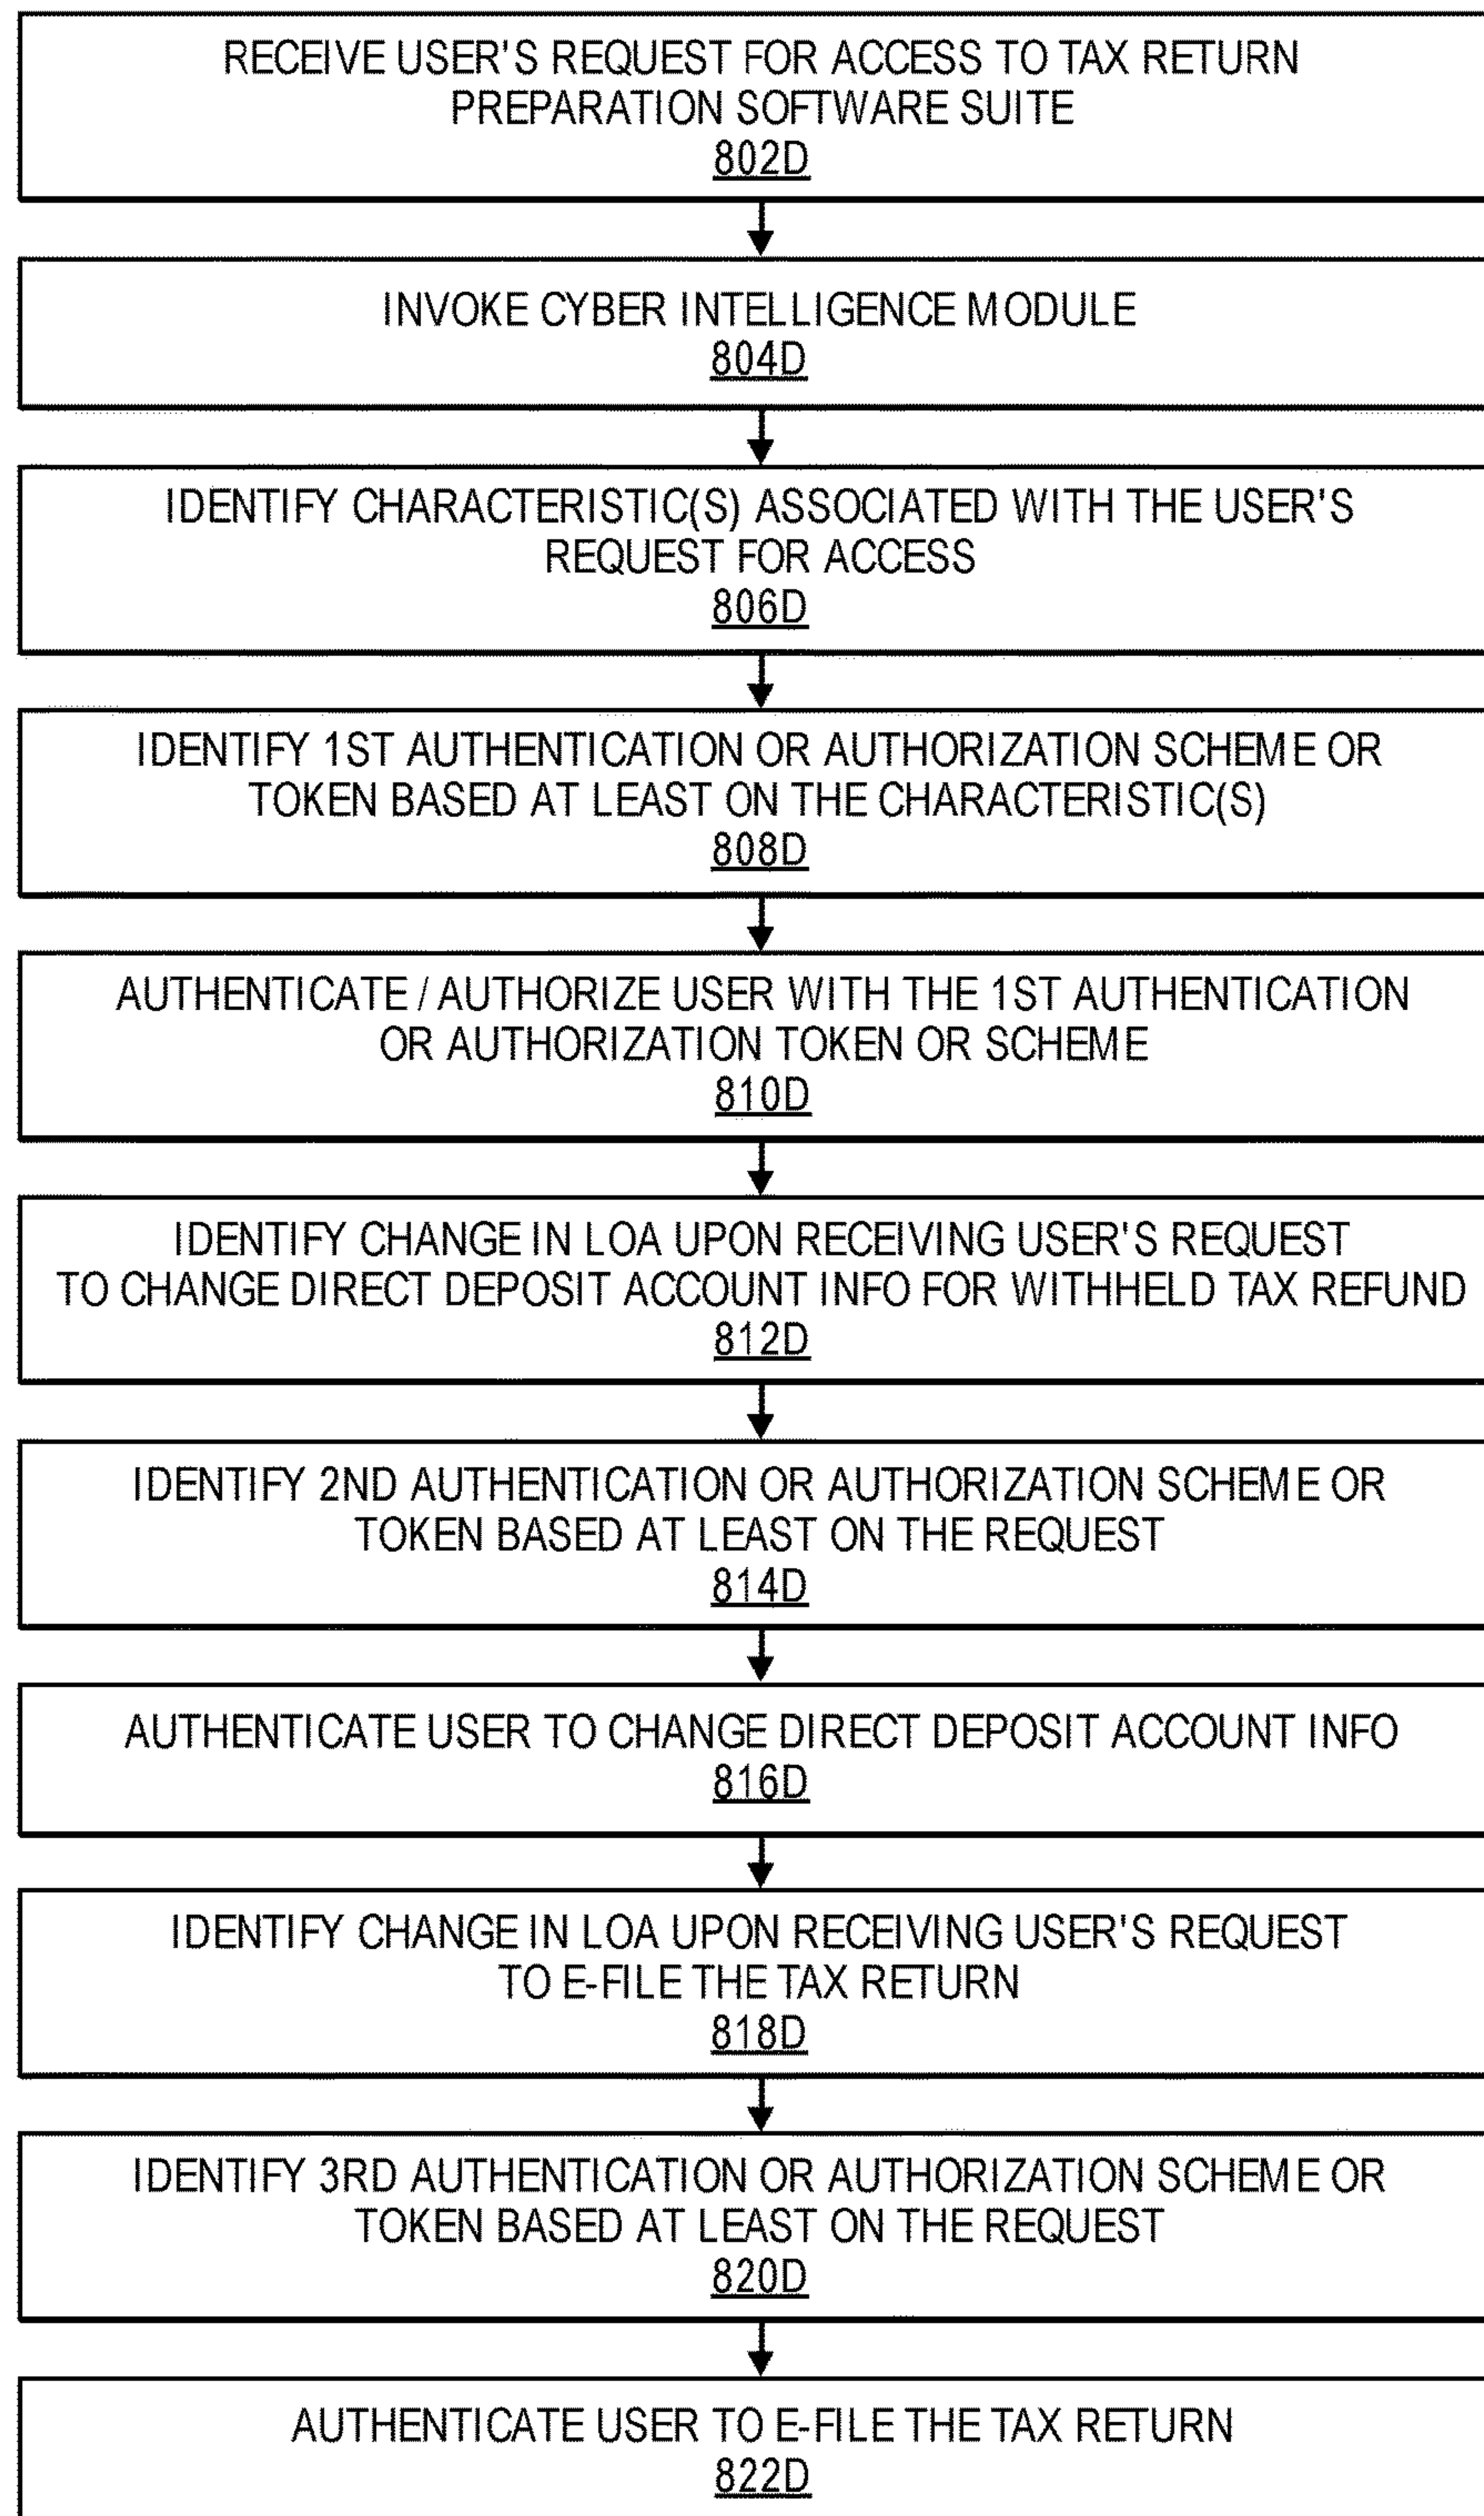 RECEIVE USER'S REQUEST FOR ACCESS TO TAX RETURN
PREPARATION SOFTWARE SUITE
802D
INVOKE CYBER INTELLIGENCE MODULE
804D
IDENTIFY CHARACTERISTIC(S) ASSOCIATED WITH THE USER'S
REQUEST FOR ACCESS
806D
IDENTIFY 1ST AUTHENTICATION OR AUTHORIZATION SCHEME OR
TOKEN BASED AT LEAST ON THE CHARACTERISTIC(S)
808D
AUTHENTICATE / AUTHORIZE USER WITH THE 1ST AUTHENTICATION
OR AUTHORIZATION TOKEN OR SCHEME
810D
IDENTIFY CHANGE IN LOA UPON RECEIVING USER'S REQUEST
TO CHANGE DIRECT DEPOSIT ACCOUNT INFO FOR WITHHELD TAX REFUND
812D
IDENTIFY 2ND AUTHENTICATION OR AUTHORIZATION SCHEME OR
TOKEN BASED AT LEAST ON THE REQUEST
814D
AUTHENTICATE USER TO CHANGE DIRECT DEPOSIT ACCOUNT INFO
816D
IDENTIFY CHANGE IN LOA UPON RECEIVING USER'S REQUEST
TO E-FILE THE TAX RETURN
818D
IDENTIFY 3RD AUTHENTICATION OR AUTHORIZATION SCHEME OR
TOKEN BASED AT LEAST ON THE REQUEST
820D
AUTHENTICATE USER TO E-FILE THE TAX RETURN
822D